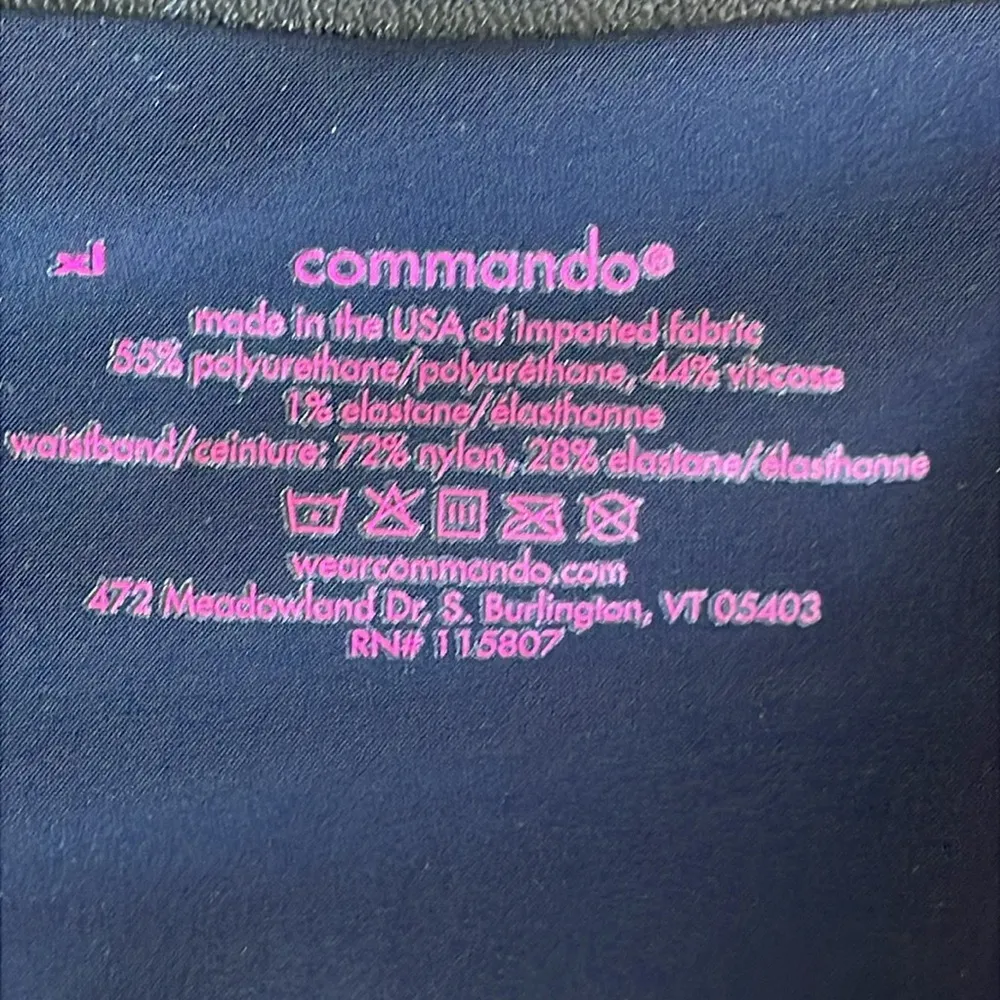 xl
commando®
made in the USA of imported fabric
55% polyurethane/polyuréthane, 44% viscose
1% elastane/élasthanne
waistband/ceinture: 72% nylon, 28% elastane/élasthanne
wearcommando.com
472 Meadowland Dr, S. Burlington, VT 05403
RN# 115807